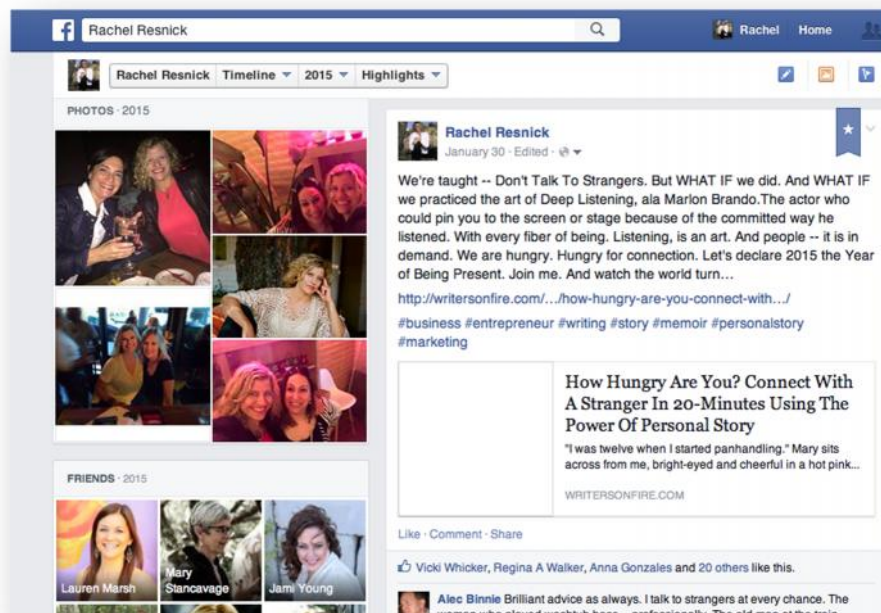 f Rachel Resnick
Rachel Home
Rachel Resnick Timeline 2015 Highlights
PHOTOS · 2015
Rachel Resnick
January 30 · Edited ·
We're taught -- Don't Talk To Strangers. But WHAT IF we did. And WHAT IF
we practiced the art of Deep Listening, ala Marlon Brando.The actor who
could pin you to the screen or stage because of the committed way he
listened. With every fiber of being. Listening, is an art. And people -- it is in
demand. We are hungry. Hungry for connection. Let's declare 2015 the Year
of Being Present. Join me. And watch the world turn…
http://writersonfire.com/.../how-hungry-are-you-connect-with.../
#business #entrepreneur #writing #story #memoir #personalstory
#marketing
How Hungry Are You? Connect With
A Stranger In 20-Minutes Using The
Power Of Personal Story
"I was twelve when I started panhandling." Mary sits
across from me, bright-eyed and cheerful in a hot pink...
WRITERSONFIRE.COM
Like · Comment · Share
Vicki Whicker, Regina A Walker, Anna Gonzales and 20 others like this.
Alec Binnie Brilliant advice as always. I talk to strangers at every chance. The
FRIENDS · 2015
Lauren Marsh
Mary
Stancavage
Jami Young